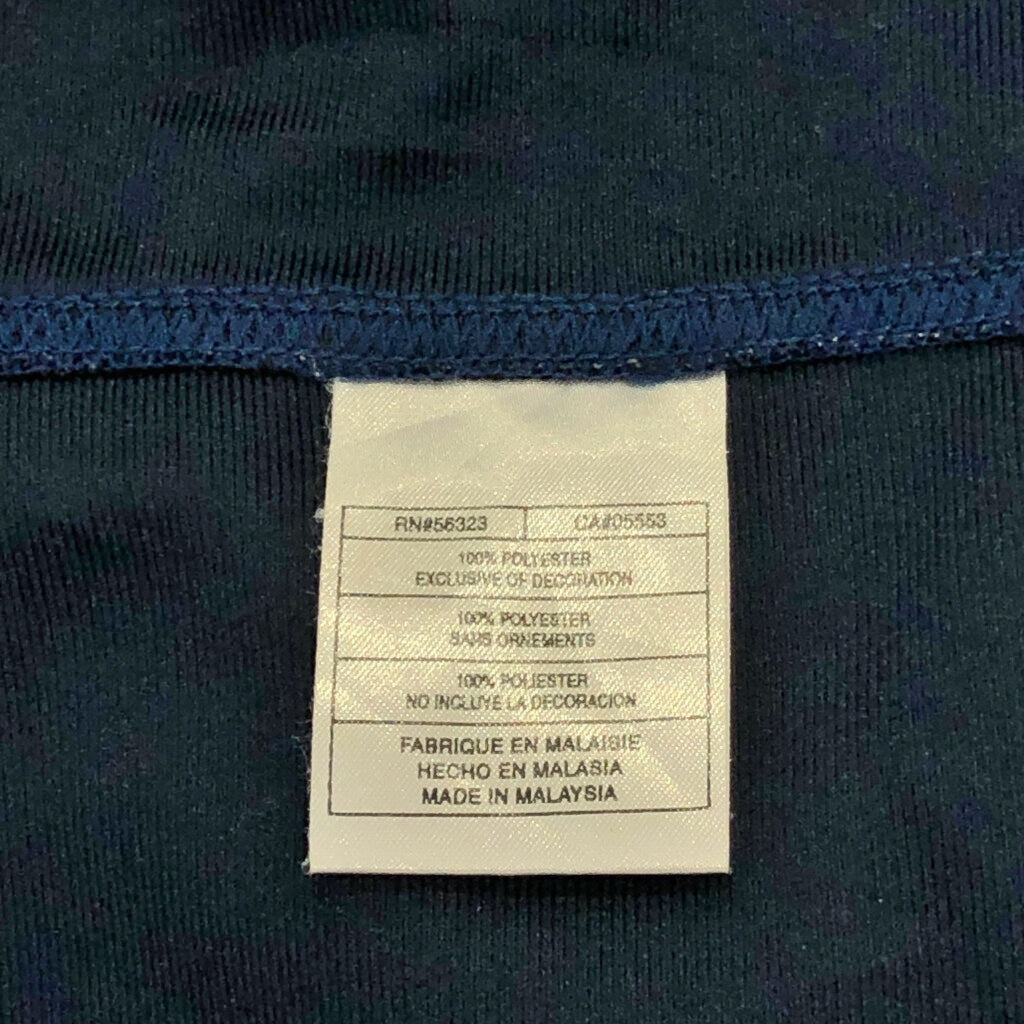 RN#56323 CA#05553
100% POLYESTER
EXCLUSIVE OF DECORATION
100% POLYESTER
SANS ORNEMENTS
100% POLIESTER
NO INCLUYE LA DECORACION
FABRIQUE EN MALAISIE
HECHO EN MALASIA
MADE IN MALAYSIA